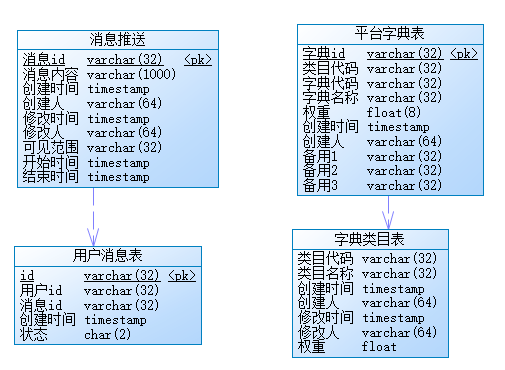 消息推送
消息id varchar(32) <pk>
消息内容 varchar(1000)
创建时间 timestamp
创建人 varchar(64)
修改时间 timestamp
修改人 varchar(64)
可见范围 varchar(32)
开始时间 timestamp
结束时间 timestamp
用户消息表
id varchar(32) <pk>
用户id varchar(32)
消息id varchar(32)
创建时间 timestamp
状态 char(2)
平台字典表
字典id varchar(32) <pk>
类目代码 varchar(32)
字典代码 varchar(32)
字典名称 varchar(32)
权重 float(8)
创建时间 timestamp
创建人 varchar(64)
备用1 varchar(32)
备用2 varchar(32)
备用3 varchar(32)
字典类目表
类目代码 varchar(32)
类目名称 varchar(32)
创建时间 timestamp
创建人 varchar(64)
修改时间 timestamp
修改人 varchar(64)
权重 float